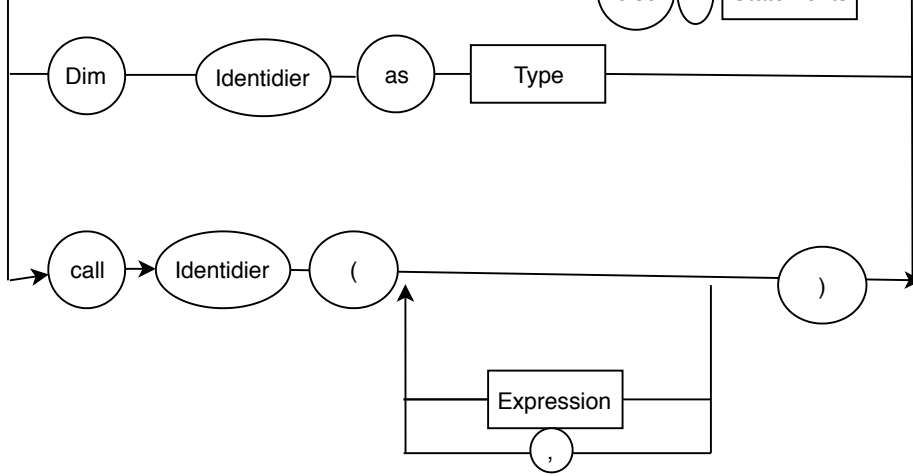 Dim Identidier as Type
call Identidier ( )
Expression
,